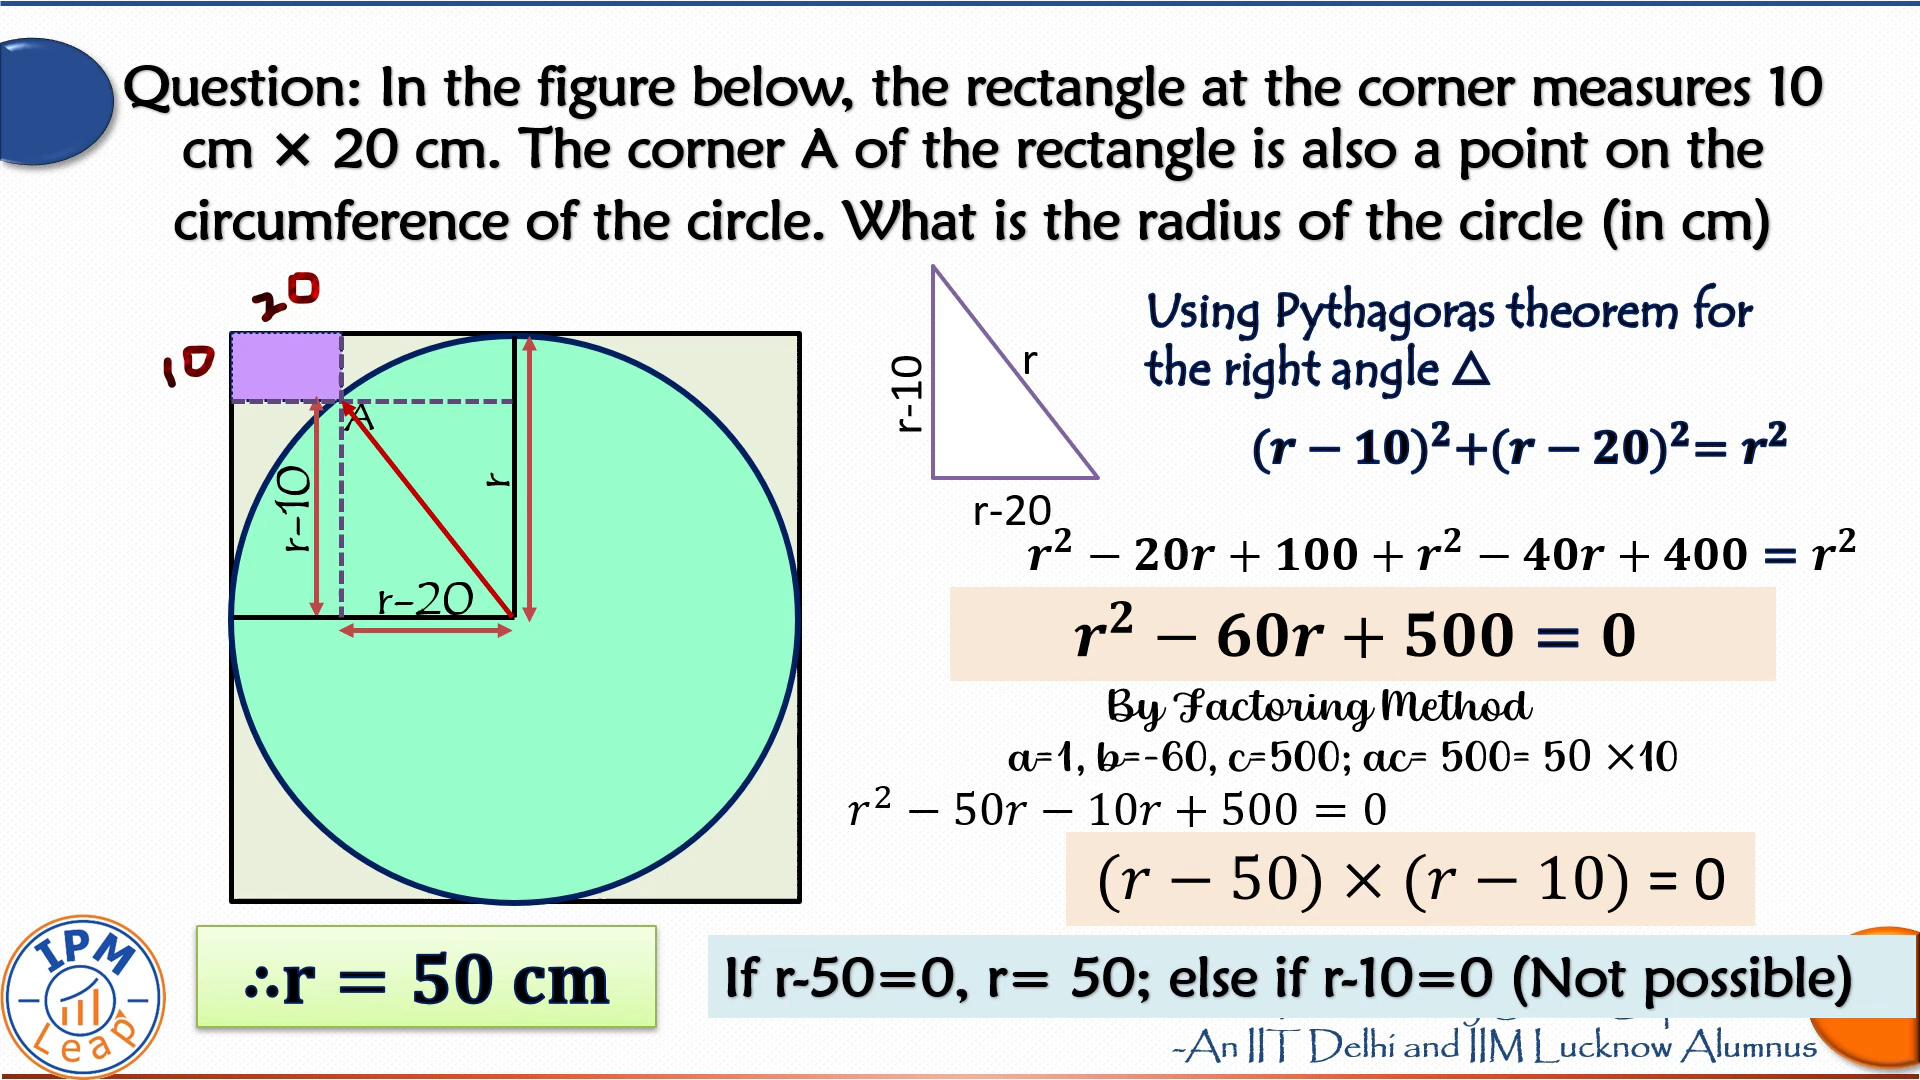 Question: In the figure below, the rectangle at the corner measures 10
cm × 20 cm. The corner A of the rectangle is also a point on the
circumference of the circle. What is the radius of the circle (in cm)
20
10
A
r-10
r
r-20
r-10
r
r-20
Using Pythagoras theorem for
the right angle △
(r − 10)²+(r − 20)²= r²
r² − 20r + 100 + r² − 40r + 400 = r²
r² − 60r + 500 = 0
By Factoring Method
a=1, b=-60, c=500; ac= 500= 50 ×10
r² − 50r − 10r + 500 = 0
(r − 50) × (r − 10) = 0
∴r = 50 cm
If r-50=0, r= 50; else if r-10=0 (Not possible)
-An IIT Delhi and IIM Lucknow Alumnus
IPM
Leap